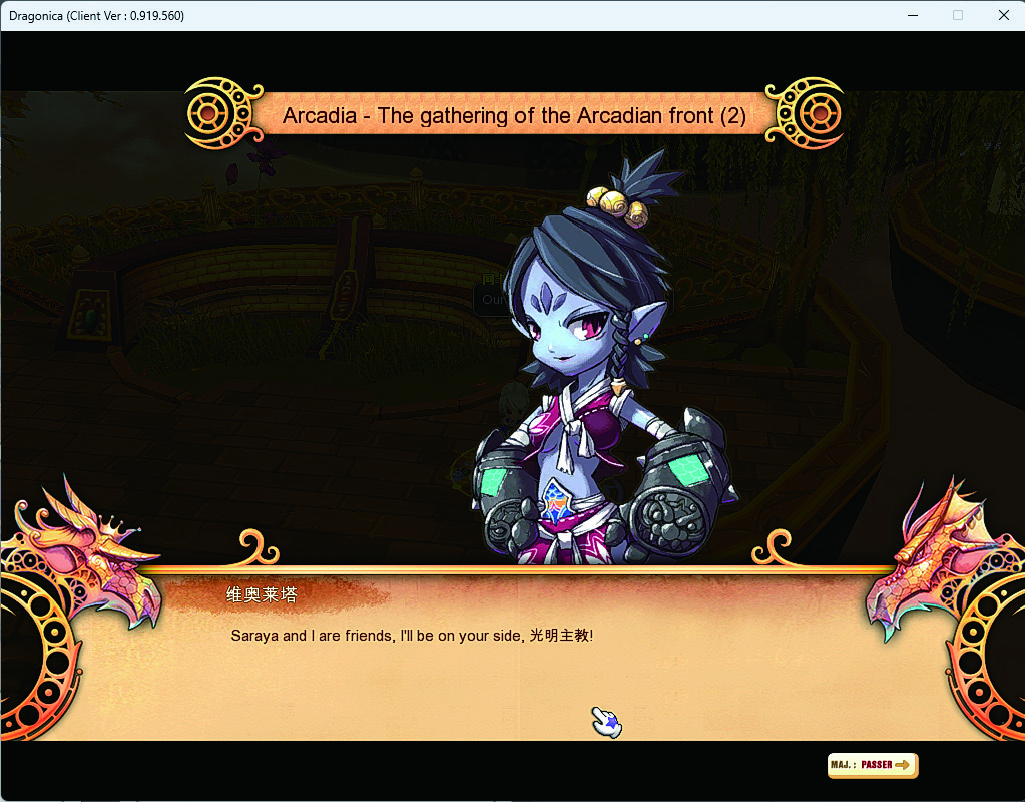 Dragonica (Client Ver : 0.919.560)
Arcadia - The gathering of the Arcadian front (2)
Our
维奥莱塔
Saraya and I are friends, I'll be on your side, 光明主教!
MAJ. : PASSER